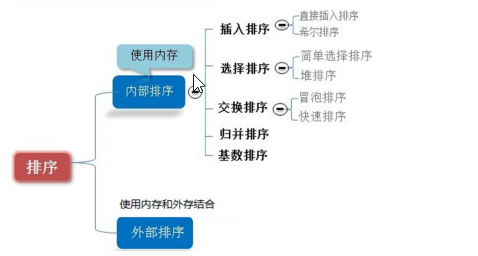 直接插入排序
插入排序
希尔排序
使用内存
简单选择排序
选择排序
堆排序
内部排序
冒泡排序
交换排序
快速排序
归并排序
基数排序
排序
使用内存和外存结合
外部排序